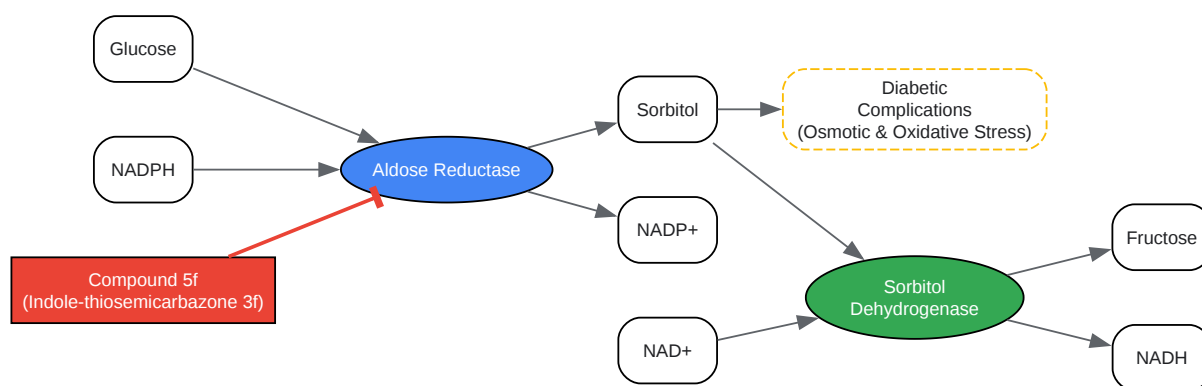 Glucose
NADPH
Compound 5f
(Indole-thiosemicarbazone 3f)
Aldose Reductase
Sorbitol
NADP+
Diabetic
Complications
(Osmotic & Oxidative Stress)
NAD+
Sorbitol
Dehydrogenase
Fructose
NADH